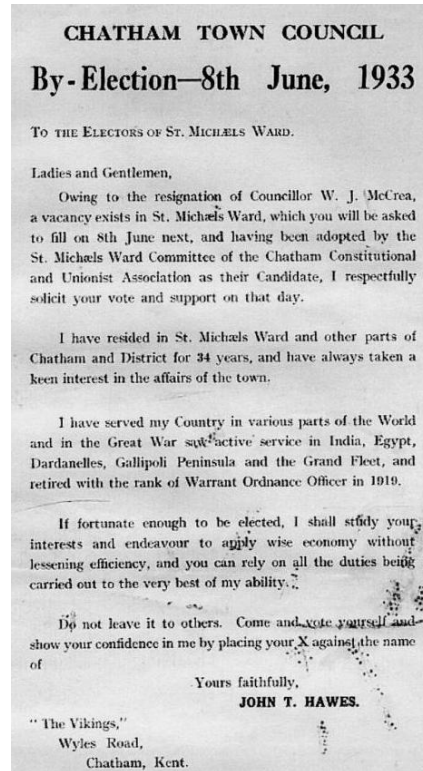 CHATHAM TOWN COUNCIL
By-Election—8th June, 1933
TO THE ELECTORS OF ST. MICHÆLS WARD.
Ladies and Gentlemen,
Owing to the resignation of Councillor W. J. McCrea,
a vacancy exists in St. Michæls Ward, which you will be asked
to fill on 8th June next, and having been adopted by the
St. Michæls Ward Committee of the Chatham Constitutional
and Unionist Association as their Candidate, I respectfully
solicit your vote and support on that day.
I have resided in St. Michæls Ward and other parts of
Chatham and District for 34 years, and have always taken a
keen interest in the affairs of the town.
I have served my Country in various parts of the World
and in the Great War saw active service in India, Egypt,
Dardanelles, Gallipoli Peninsula and the Grand Fleet, and
retired with the rank of Warrant Ordnance Officer in 1919.
If fortunate enough to be elected, I shall study your
interests and endeavour to apply wise economy without
lessening efficiency, and you can rely on all the duties being
carried out to the very best of my ability.
Do not leave it to others. Come and vote yourself and
show your confidence in me by placing your X against the name
of
Yours faithfully,
JOHN T. HAWES.
" The Vikings,"
Wyles Road,
Chatham, Kent.